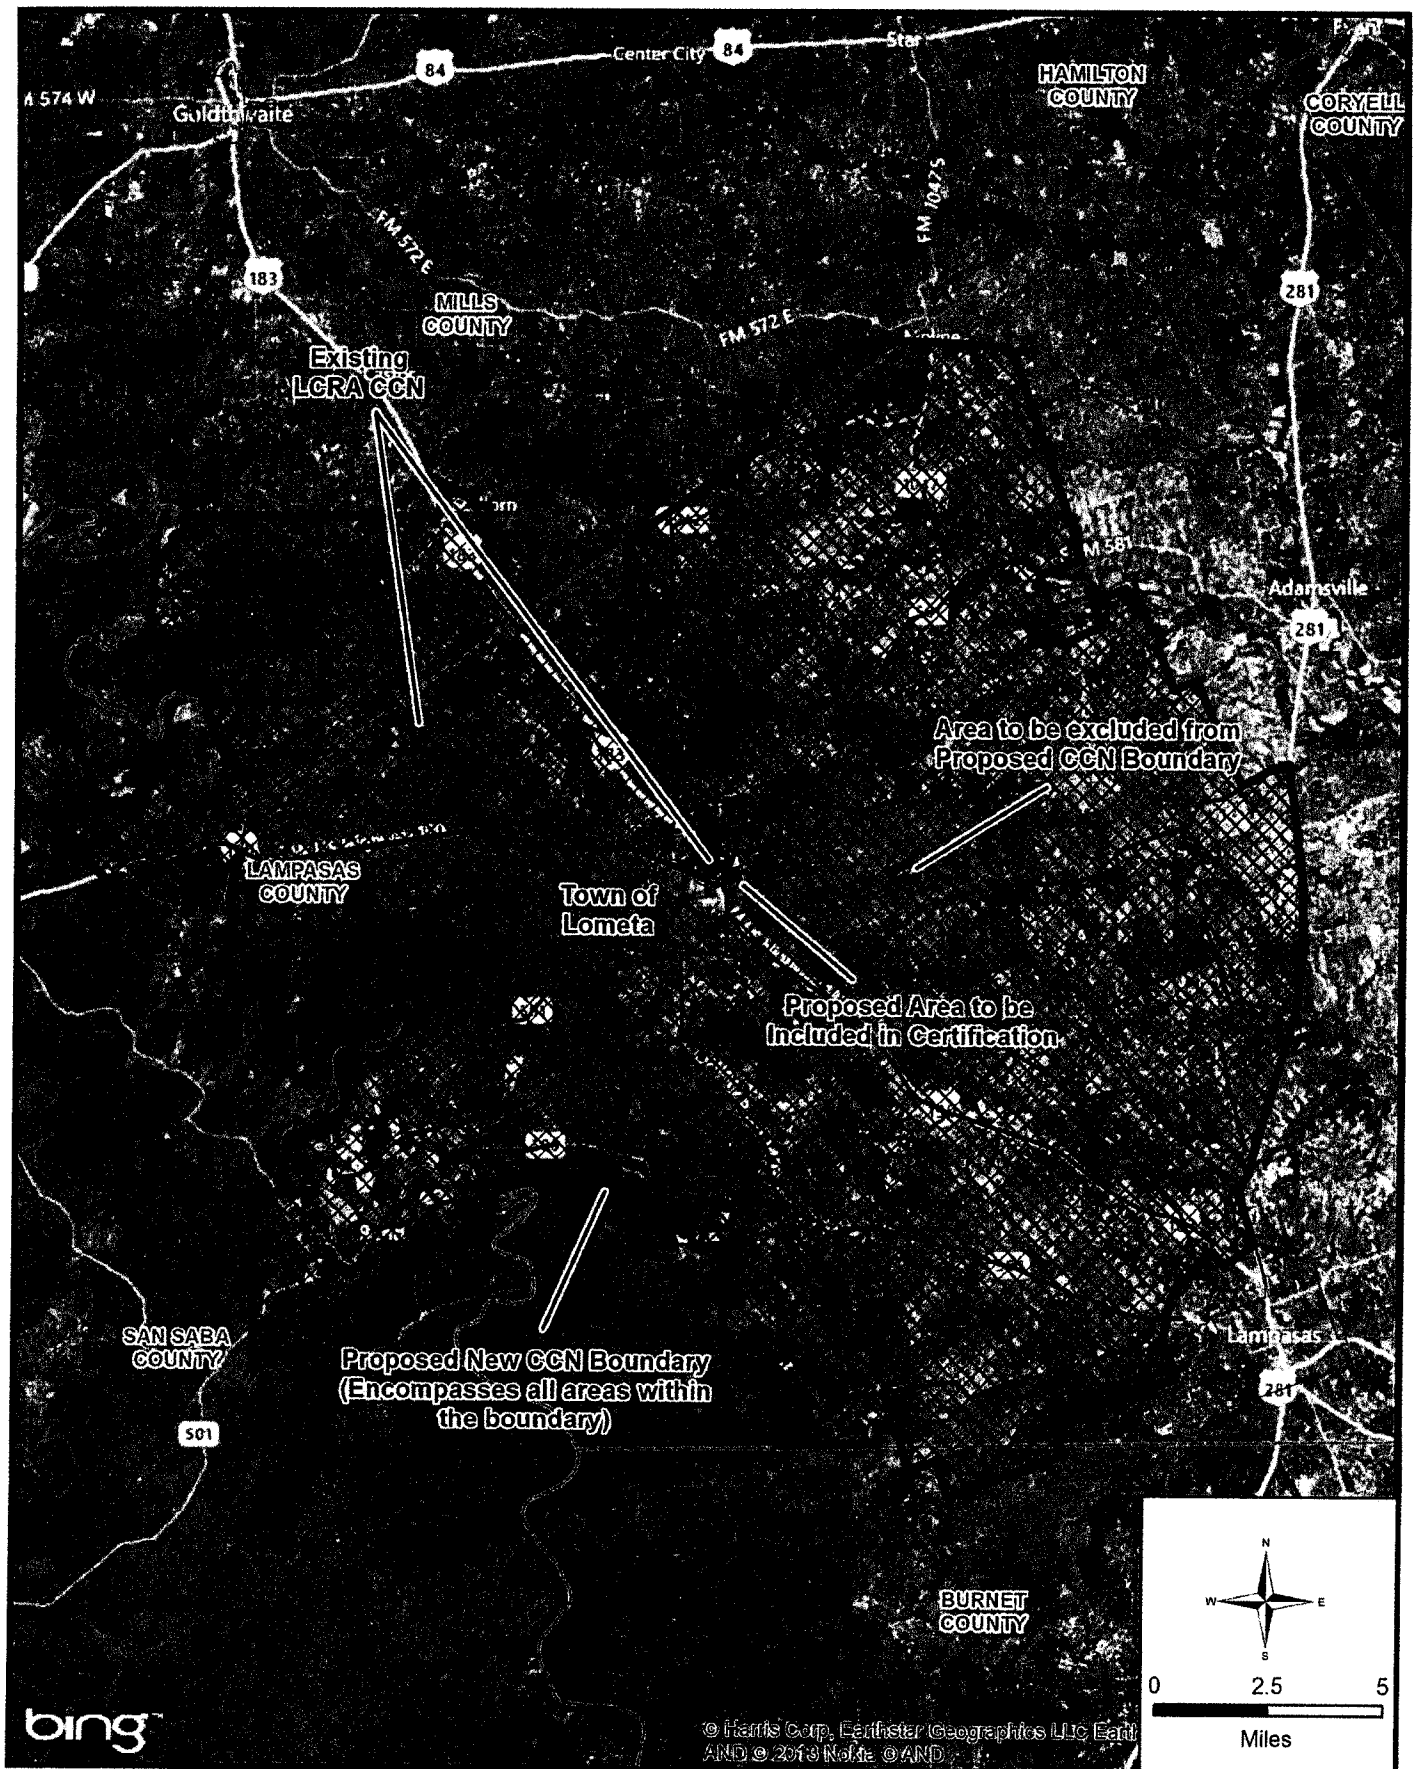 84
Center City
84
Star
HAMILTON
COUNTY
CORYELL
COUNTY
574 W
Goldthwaite
FM 572 E
FM 1047 S
183
281
MILLS
COUNTY
FM 572 E
Existing
LCRA CCN
M 581
Adamsville
281
Area to be excluded from
Proposed CCN Boundary
LAMPASAS
COUNTY
Town of
Lometa
Proposed Area to be
Included in Certification
SAN SABA
COUNTY
Lampasas
Proposed New CCN Boundary
(Encompasses all areas within
the boundary)
281
501
BURNET
COUNTY
N
W
E
S
0 2.5 5
Miles
bing
© Harris Corp, Earthstar Geographics LLC Eart
AND © 2013 Nokia © AND